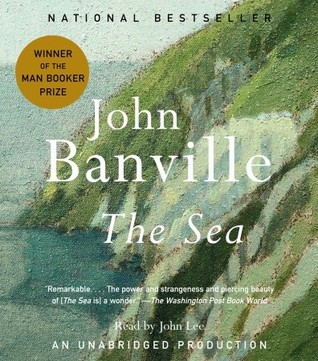 NATIONAL BESTSELLER
WINNER
OF THE
MAN BOOKER
PRIZE
John
Banville
The Sea
"Remarkable. . . . The power and strangeness and piercing beauty
of [The Sea is] a wonder."—The Washington Post Book World
Read by John Lee
AN UNABRIDGED PRODUCTION